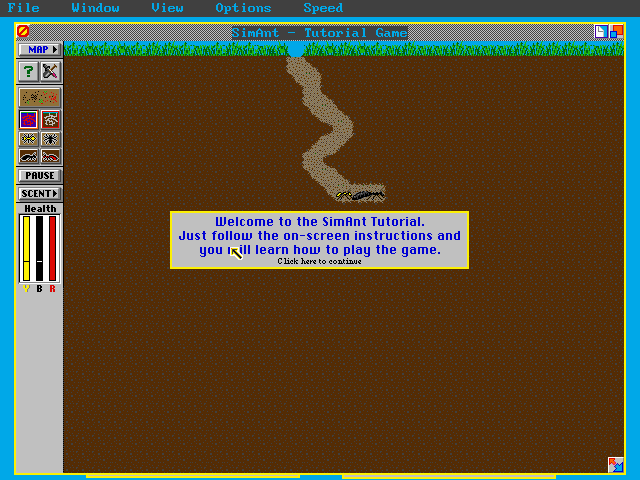 File Window View Options Speed
SimAnt - Tutorial Game
MAP
?
PAUSE
SCENT
Health
Y B R
Welcome to the SimAnt Tutorial.
Just follow the on-screen instructions and
you will learn how to play the game.
Click here to continue